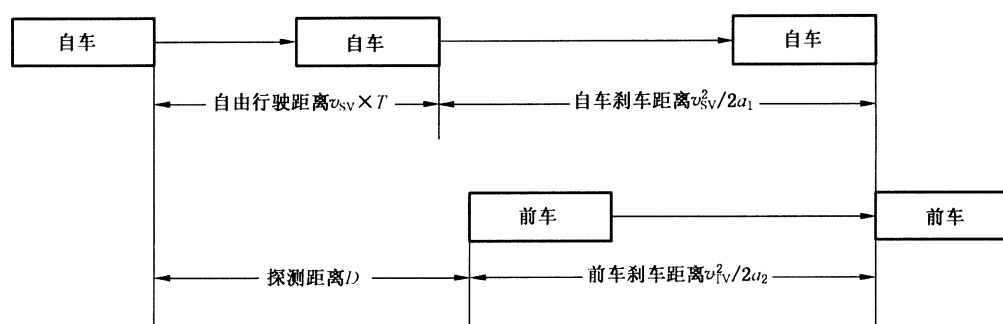 自车 自车 自车
自由行驶距离v_SV×T 自车刹车距离v²_SV/2a₁
前车 前车
探测距离D 前车刹车距离v²_TV/2a₂